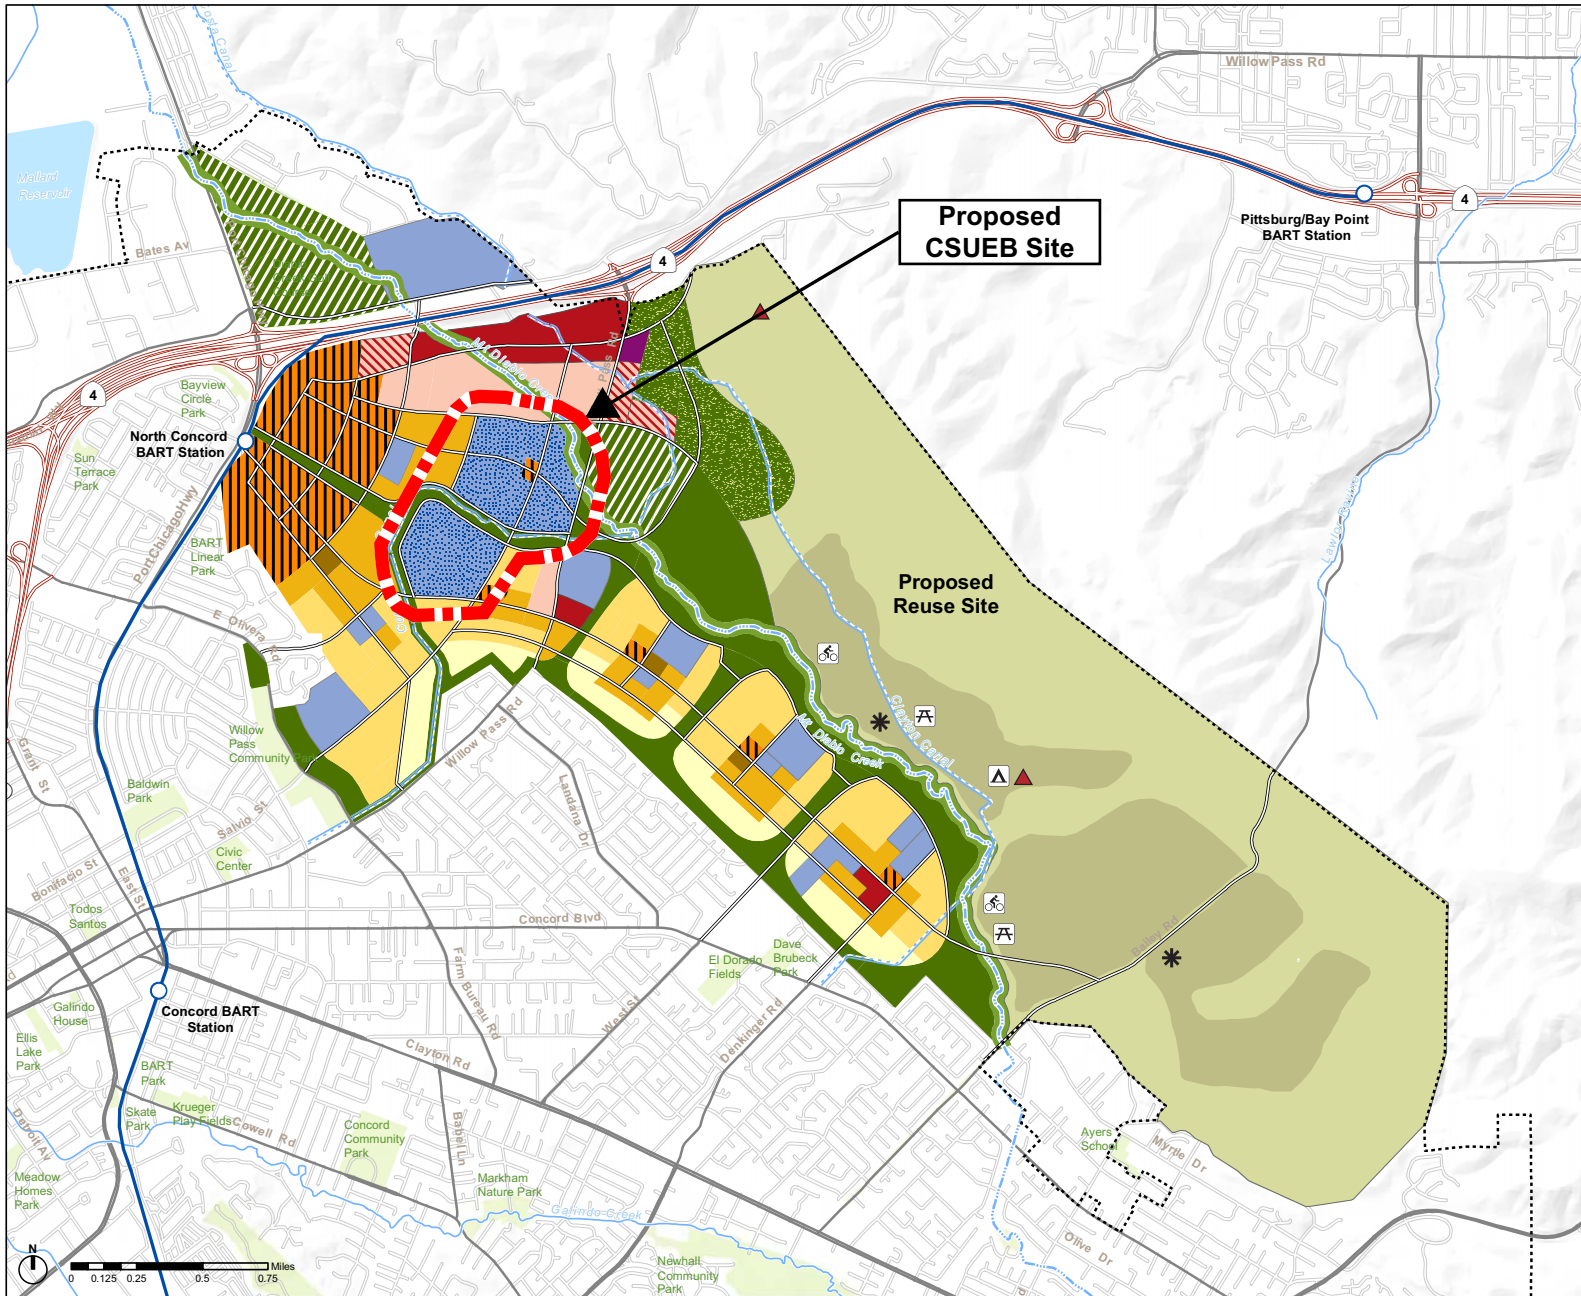 Costa Canal
Willow Pass Rd
Mallard
Reservoir
Bates Av
Proposed
CSUEB Site
4
Pittsburg/Bay Point
BART Station
4
4
Mt Diablo Creek
Pass Rd
Bayview
Circle
Park
North Concord
BART Station
Sun
Terrace
Park
Port Chicago Hwy
BART
Linear
Park
Proposed
Reuse Site
E Olivera Rd
Clayton Canal
Mt Diablo Creek
Willow
Pass
Community Park
Willow Pass Rd
Grant St
Baldwin
Park
Salvio St
Landana Dr
Civic
Center
Bonifacio St
East St
Todos
Santos
Concord Blvd
Farm Bureau Rd
El Dorado
Fields
Dave
Brubeck
Park
Bailey Rd
West St
Denkinger Rd
Galindo
House
Concord BART
Station
Ellis
Lake
Park
Clayton Rd
BART
Park
Skate
Park
Krueger
Play Fields
Cowell Rd
Detroit Av
Concord
Community
Park
Babel Ln
Ayers
School
Myrtle Dr
Meadow
Homes
Park
Markham
Nature Park
Galindo Creek
Olive Dr
Newhall
Community
Park
N
0 0.125 0.25 0.5 0.75 Miles